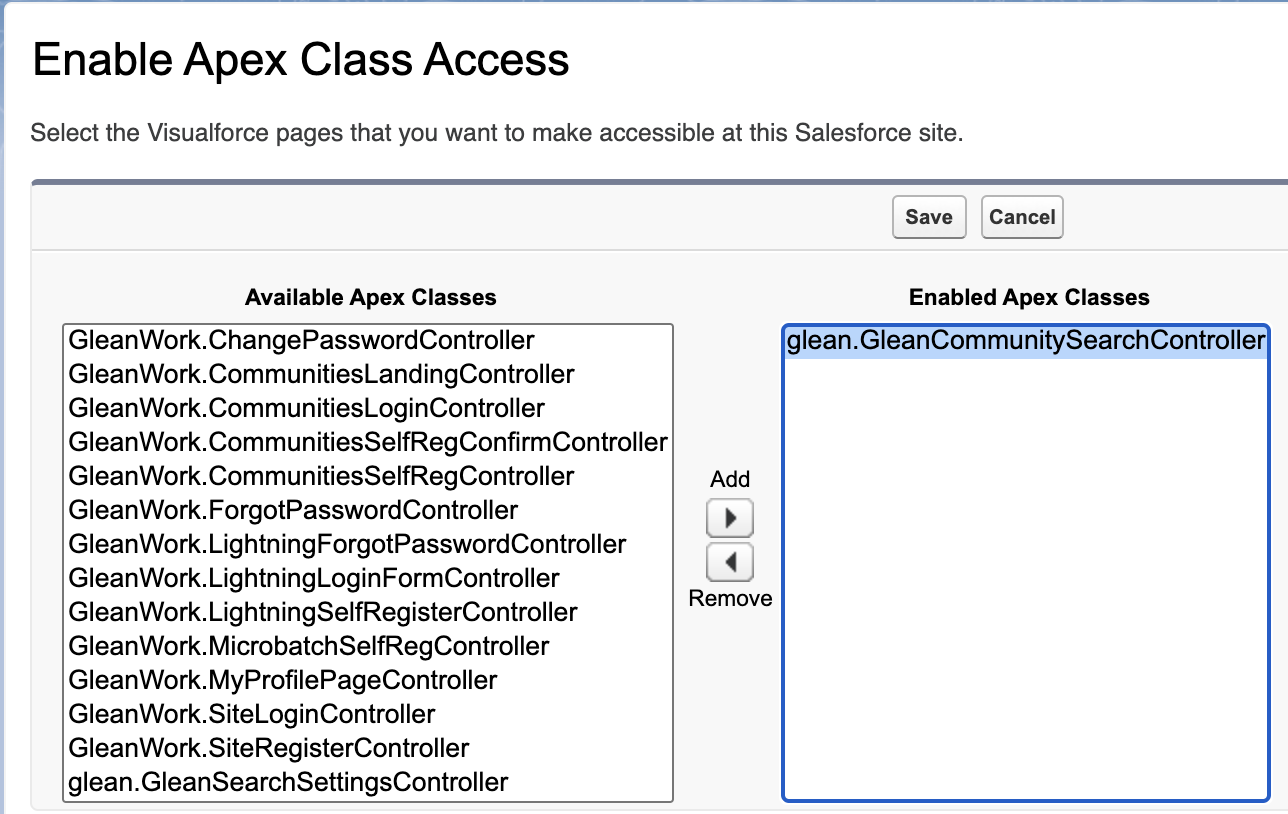 Enable Apex Class Access
Select the Visualforce pages that you want to make accessible at this Salesforce site.
Save Cancel
Available Apex Classes
GleanWork.ChangePasswordController
GleanWork.CommunitiesLandingController
GleanWork.CommunitiesLoginController
GleanWork.CommunitiesSelfRegConfirmController
GleanWork.CommunitiesSelfRegController
GleanWork.ForgotPasswordController
GleanWork.LightningForgotPasswordController
GleanWork.LightningLoginFormController
GleanWork.LightningSelfRegisterController
GleanWork.MicrobatchSelfRegController
GleanWork.MyProfilePageController
GleanWork.SiteLoginController
GleanWork.SiteRegisterController
glean.GleanSearchSettingsController
Add
Remove
Enabled Apex Classes
glean.GleanCommunitySearchController